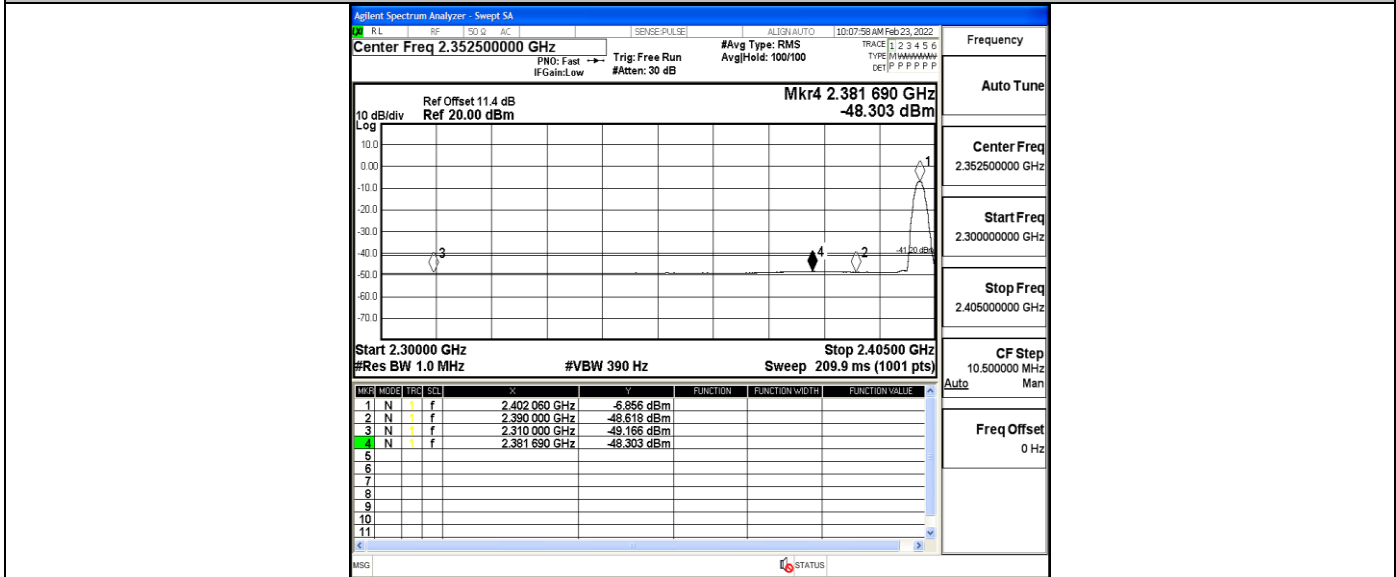 Agilent Spectrum Analyzer - Swept SA
RL RF 50 Ω AC SENSE:PULSE ALIGN AUTO 10:07:58 AM Feb 23, 2022
Center Freq 2.352500000 GHz
PNO: Fast
IFGain:Low
Trig: Free Run
#Atten: 30 dB
#Avg Type: RMS
Avg|Hold: 100/100
TRACE 1 2 3 4 5 6
TYPE MWWWWW
DET P P P P P P
Frequency
Auto Tune
Center Freq
2.352500000 GHz
Start Freq
2.300000000 GHz
Stop Freq
2.405000000 GHz
CF Step
10.500000 MHz
Auto Man
Freq Offset
0 Hz
Mkr4 2.381 690 GHz
-48.303 dBm
Ref Offset 11.4 dB
10 dB/div Ref 20.00 dBm
Log
10.0
0.00
-10.0
-20.0
-30.0
-40.0
-50.0
-60.0
-70.0
1
3
4
2
-41.20 dBm
Start 2.30000 GHz Stop 2.40500 GHz
#Res BW 1.0 MHz #VBW 390 Hz Sweep 209.9 ms (1001 pts)
MKR MODE TRC SCL X Y FUNCTION FUNCTION WIDTH FUNCTION VALUE
1 N 1 f 2.402 060 GHz -6.856 dBm
2 N 1 f 2.390 000 GHz -48.618 dBm
3 N 1 f 2.310 000 GHz -49.166 dBm
4 N 1 f 2.381 690 GHz -48.303 dBm
5
6
7
8
9
10
11
MSG STATUS